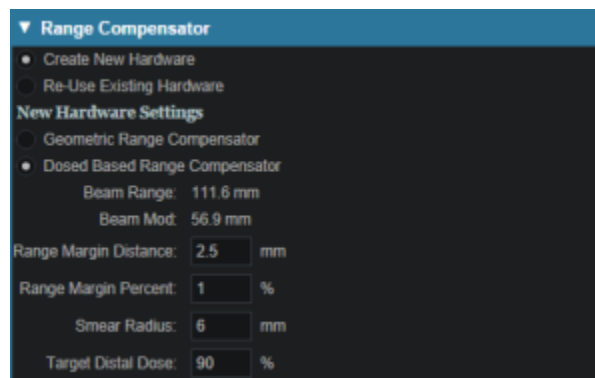 ▼ Range Compensator
Create New Hardware
Re-Use Existing Hardware
New Hardware Settings
Geometric Range Compensator
Dosed Based Range Compensator
Beam Range: 111.6 mm
Beam Mod: 56.9 mm
Range Margin Distance: 2.5 mm
Range Margin Percent: 1 %
Smear Radius: 6 mm
Target Distal Dose: 90 %